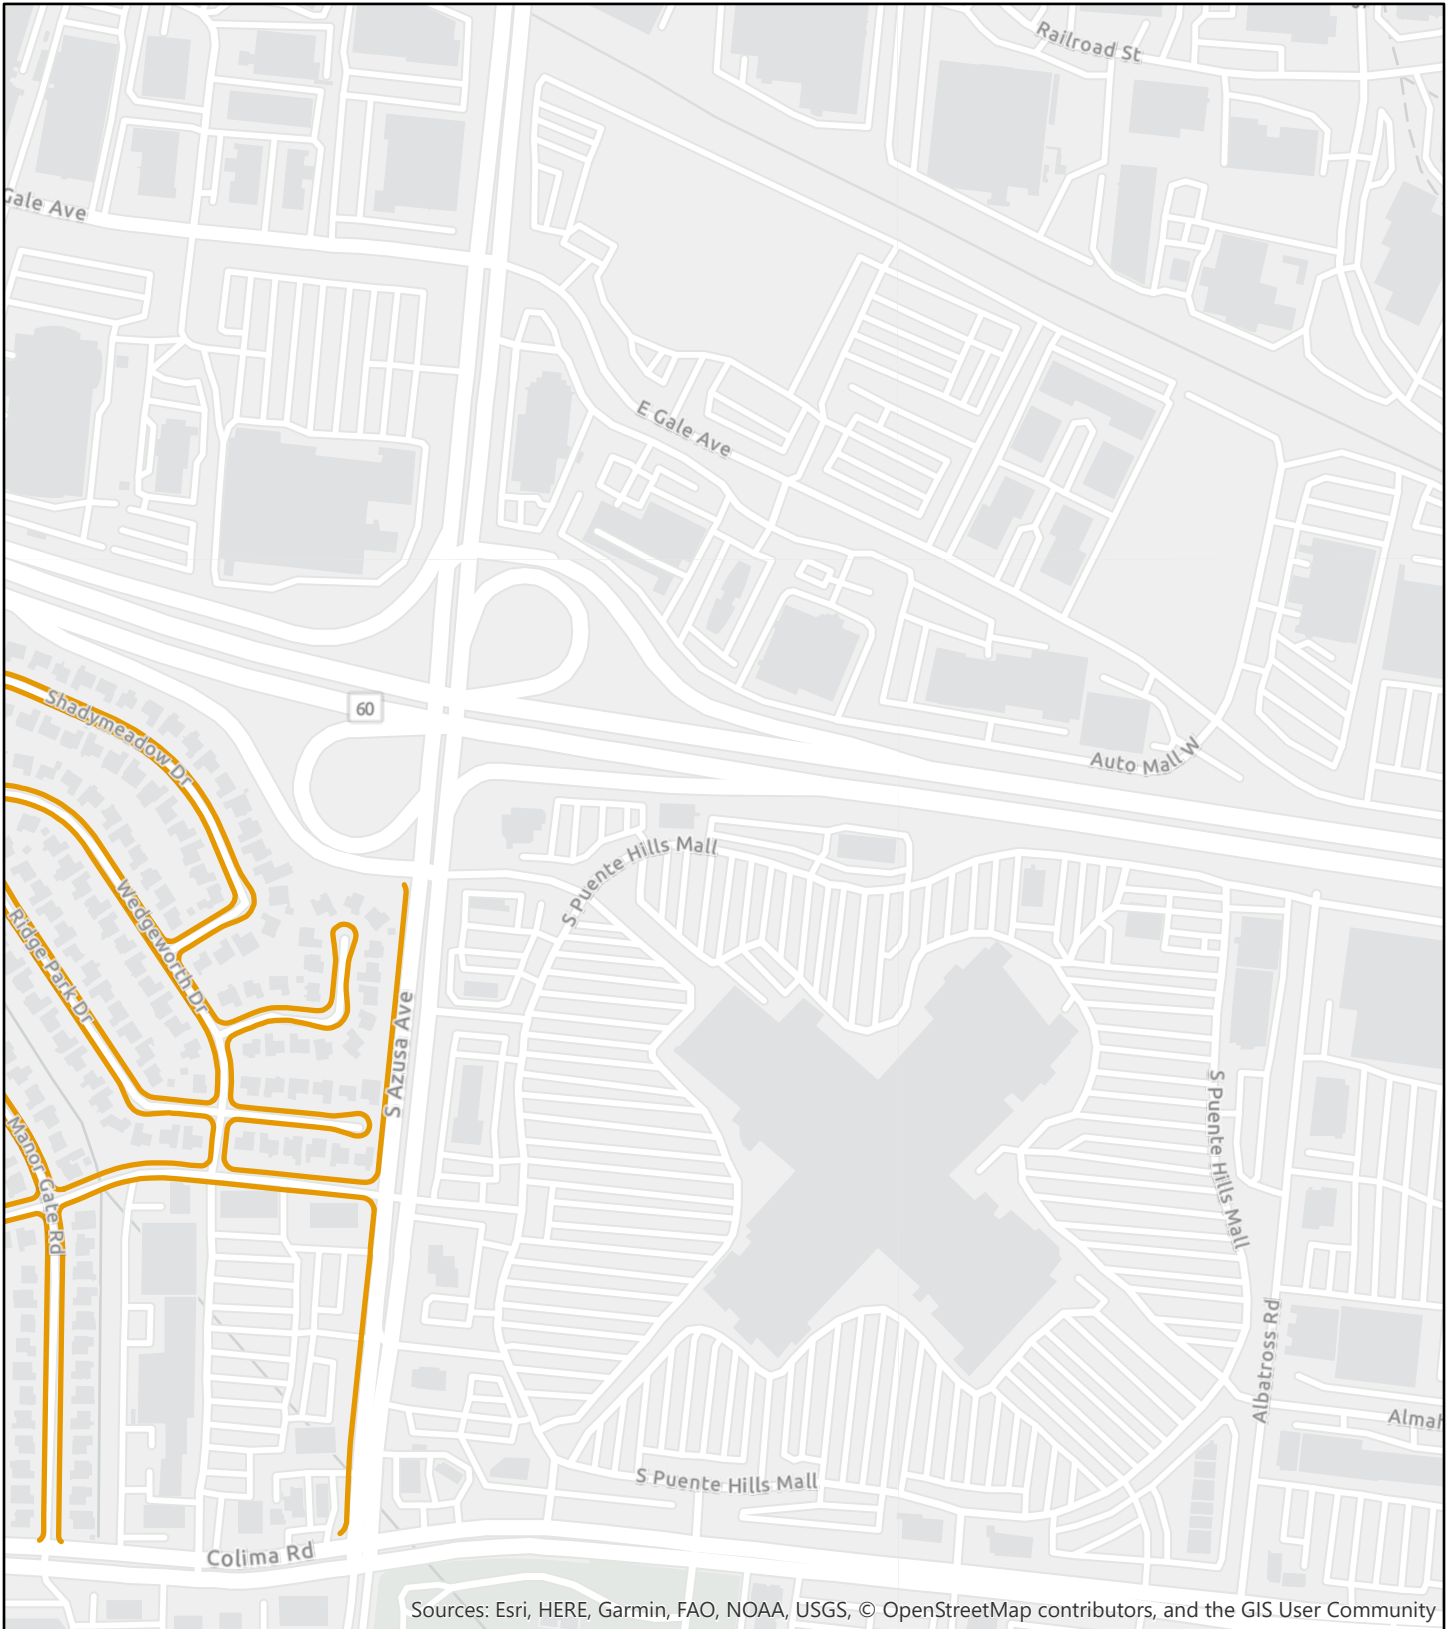 Railroad St
Gale Ave
E Gale Ave
60
Shadymeadow Dr
Auto Mall W
S Puente Hills Mall
Wedgeworth Dr
Ridge Park Dr
S Azusa Ave
S Puente Hills Mall
Manor Gate Rd
Albatross Rd
Almah
S Puente Hills Mall
Colima Rd
Sources: Esri, HERE, Garmin, FAO, NOAA, USGS, © OpenStreetMap contributors, and the GIS User Community